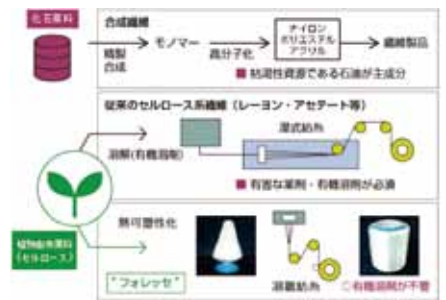 化石原料
合成繊維
精製
合成
モノマー
高分子化
ナイロン
ポリエステル
アクリル
繊維製品
■ 枯渇性資源である石油が主成分
従来のセルロース系繊維（レーヨン・アセテート等）
溶解(有機溶剤)
湿式紡糸
■ 有害な薬剤・有機溶剤が必須
植物由来原料
（セルロース）
熱可塑性化
"フォレッセ"
溶融紡糸
○有機溶剤が不要